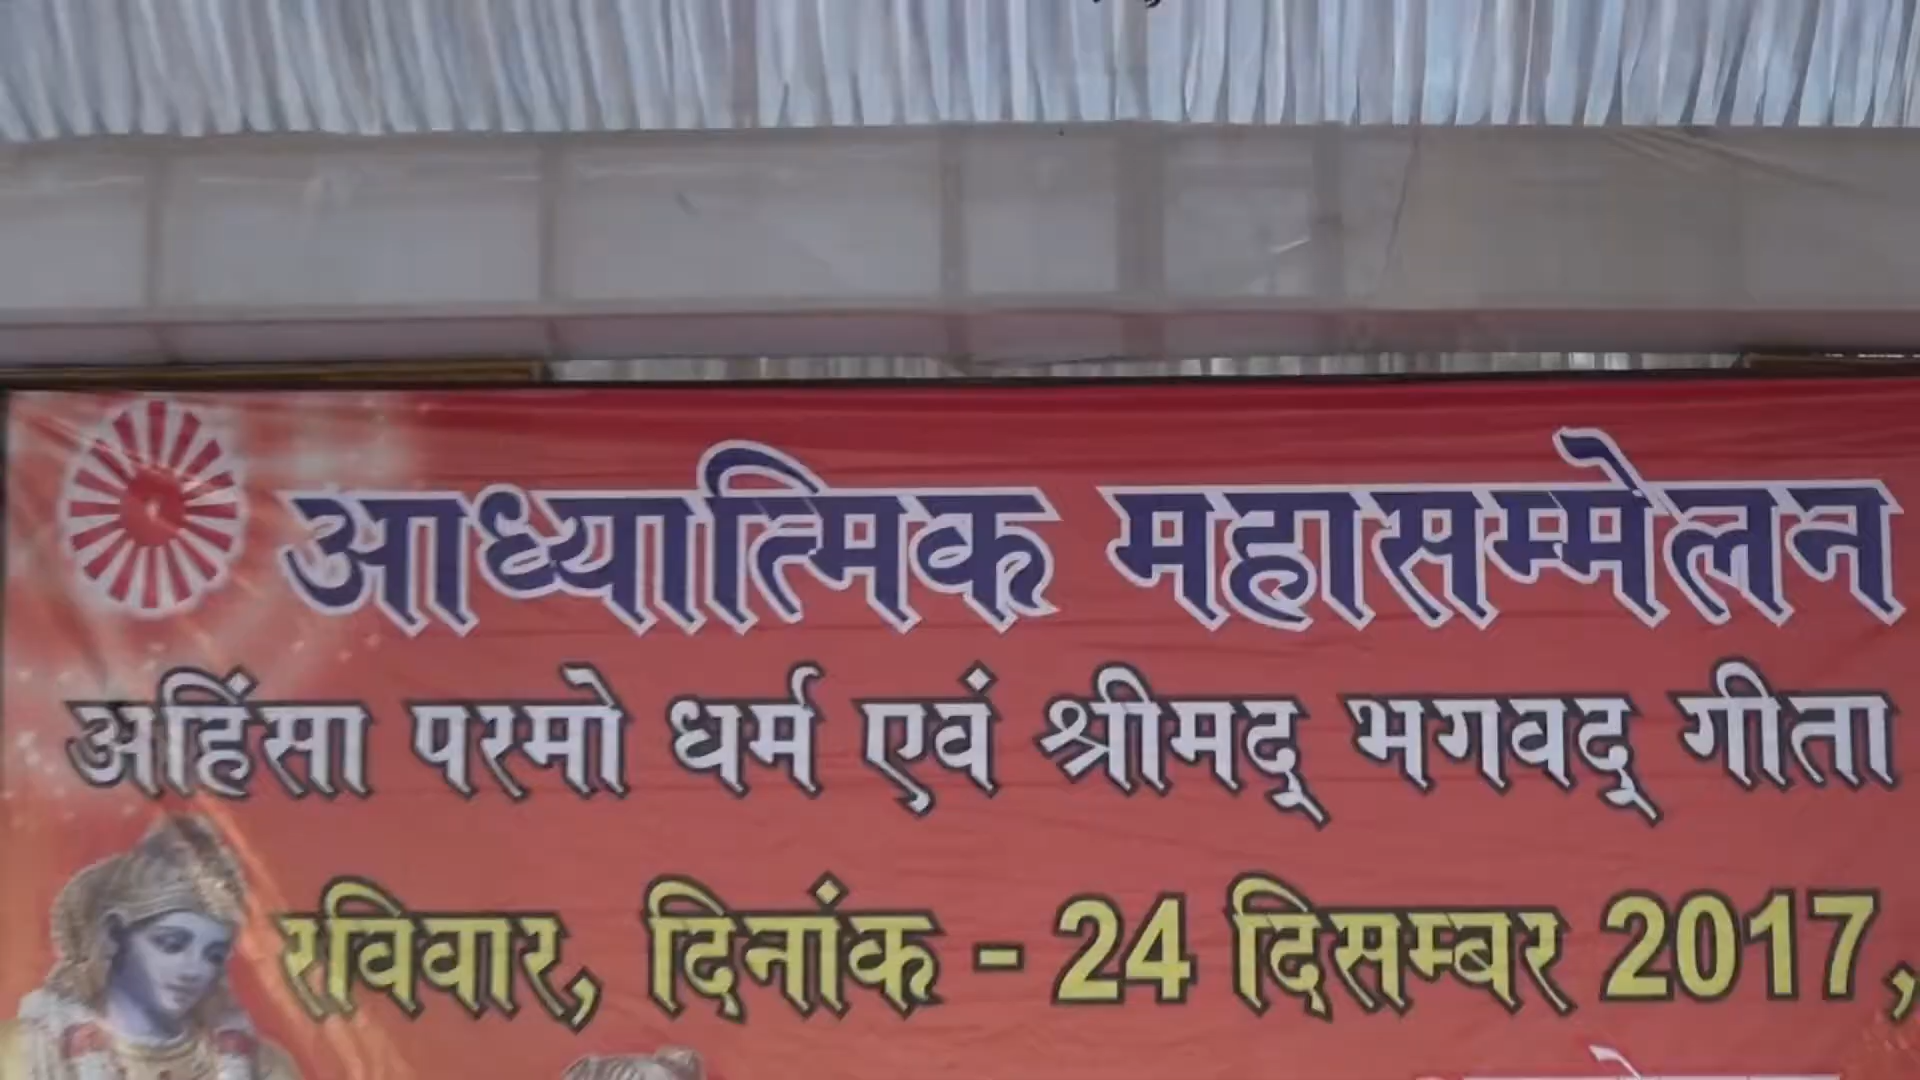 आध्यात्मिक महासम्मेलन
अहिंसा परमो धर्म एवं श्रीमद् भगवद् गीता
रविवार, दिनांक - 24 दिसम्बर 2017,